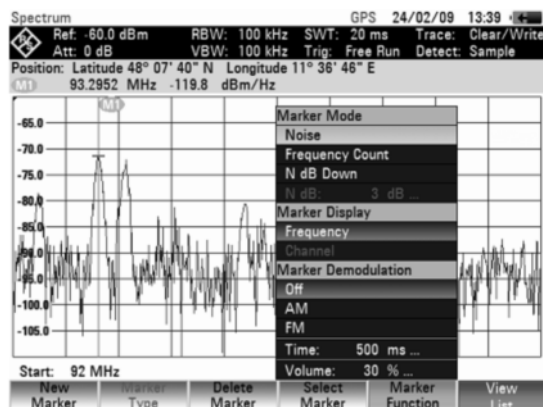 Spectrum GPS 24/02/09 13:39
Ref: -60.0 dBm RBW: 100 kHz SWT: 20 ms Trace: Clear/Write
Att: 0 dB VBW: 100 kHz Trig: Free Run Detect: Sample
Position: Latitude 48° 07' 40" N Longitude 11° 36' 46" E
M1 93.2952 MHz -119.8 dBm/Hz
M1
Marker Mode
-65.0
Noise
-70.0
Frequency Count
-75.0
N dB Down
N dB: 3 dB ...
-80.0
Marker Display
-85.0
Frequency
Channel
-90.0
Marker Demodulation
Off
-100.0
AM
-105.0
FM
Time: 500 ms ...
Start: 92 MHz
Volume: 30 % ...
New Marker
Marker Type
Delete Marker
Select Marker
Marker Function
View List